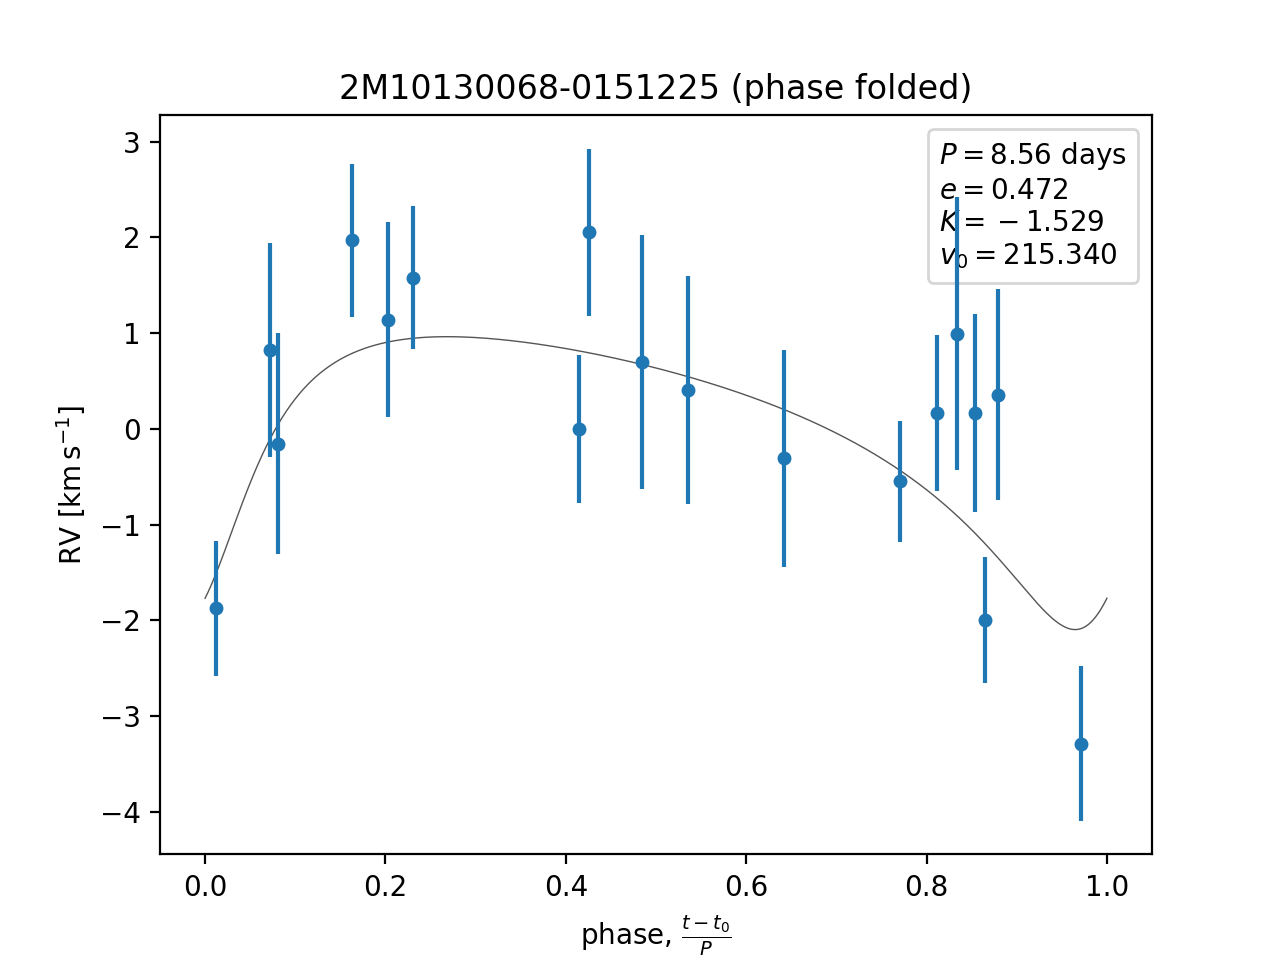 2M10130068-0151225 (phase folded)
P = 8.56 days
e = 0.472
K = −1.529
v₀ = 215.340
RV [km s⁻¹]
3
2
1
0
−1
−2
−3
−4
0.0 0.2 0.4 0.6 0.8 1.0
phase, (t − t₀)/P